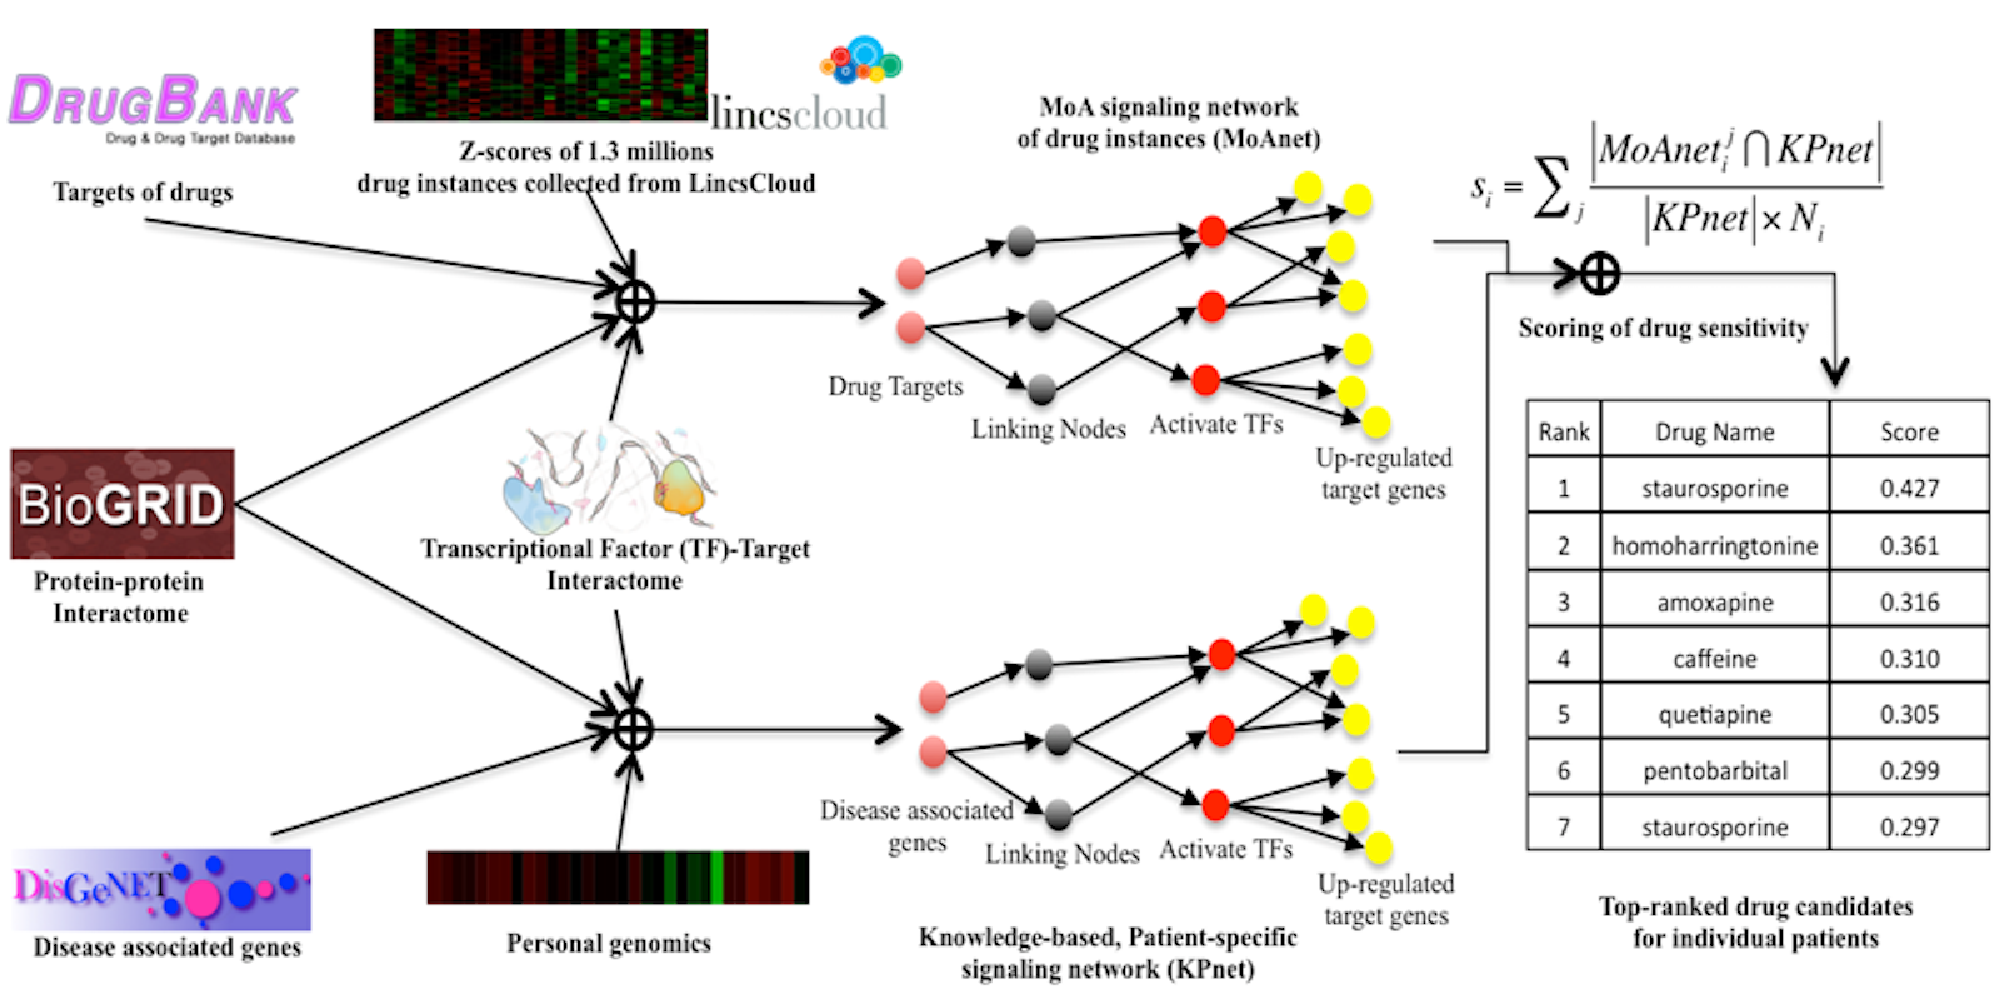 DRUGBANK
Drug & Drug Target Database
Targets of drugs
lincscloud
Z-scores of 1.3 millions
drug instances collected from LincsCloud
MoA signaling network
of drug instances (MoAnet)
Drug Targets
Linking Nodes
Activate TFs
Up-regulated
target genes
s_i = ∑_j |MoAnet_i^j ⋂ KPnet| / |KPnet| × N_i
Scoring of drug sensitivity
BioGRID
Protein-protein
Interactome
Transcriptional Factor (TF)-Target
Interactome
DisGeNET
Disease associated genes
Personal genomics
Disease associated
genes
Linking Nodes
Activate TFs
Up-regulated
target genes
Knowledge-based, Patient-specific
signaling network (KPnet)
Rank Drug Name Score
1 staurosporine 0.427
2 homoharringtonine 0.361
3 amoxapine 0.316
4 caffeine 0.310
5 quetiapine 0.305
6 pentobarbital 0.299
7 staurosporine 0.297
Top-ranked drug candidates
for individual patients